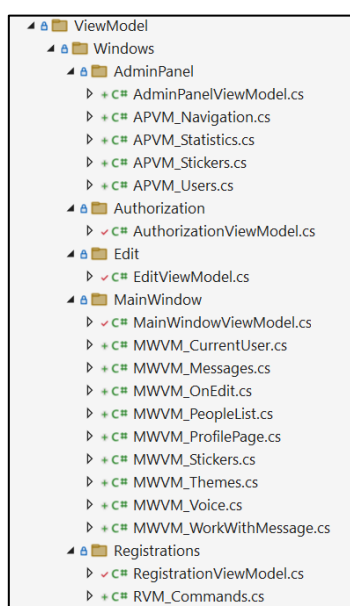 ViewModel
Windows
AdminPanel
C# AdminPanelViewModel.cs
C# APVM_Navigation.cs
C# APVM_Statistics.cs
C# APVM_Stickers.cs
C# APVM_Users.cs
Authorization
C# AuthorizationViewModel.cs
Edit
C# EditViewModel.cs
MainWindow
C# MainWindowViewModel.cs
C# MWVM_CurrentUser.cs
C# MWVM_Messages.cs
C# MWVM_OnEdit.cs
C# MWVM_PeopleList.cs
C# MWVM_ProfilePage.cs
C# MWVM_Stickers.cs
C# MWVM_Themes.cs
C# MWVM_Voice.cs
C# MWVM_WorkWithMessage.cs
Registrations
C# RegistrationViewModel.cs
C# RVM_Commands.cs